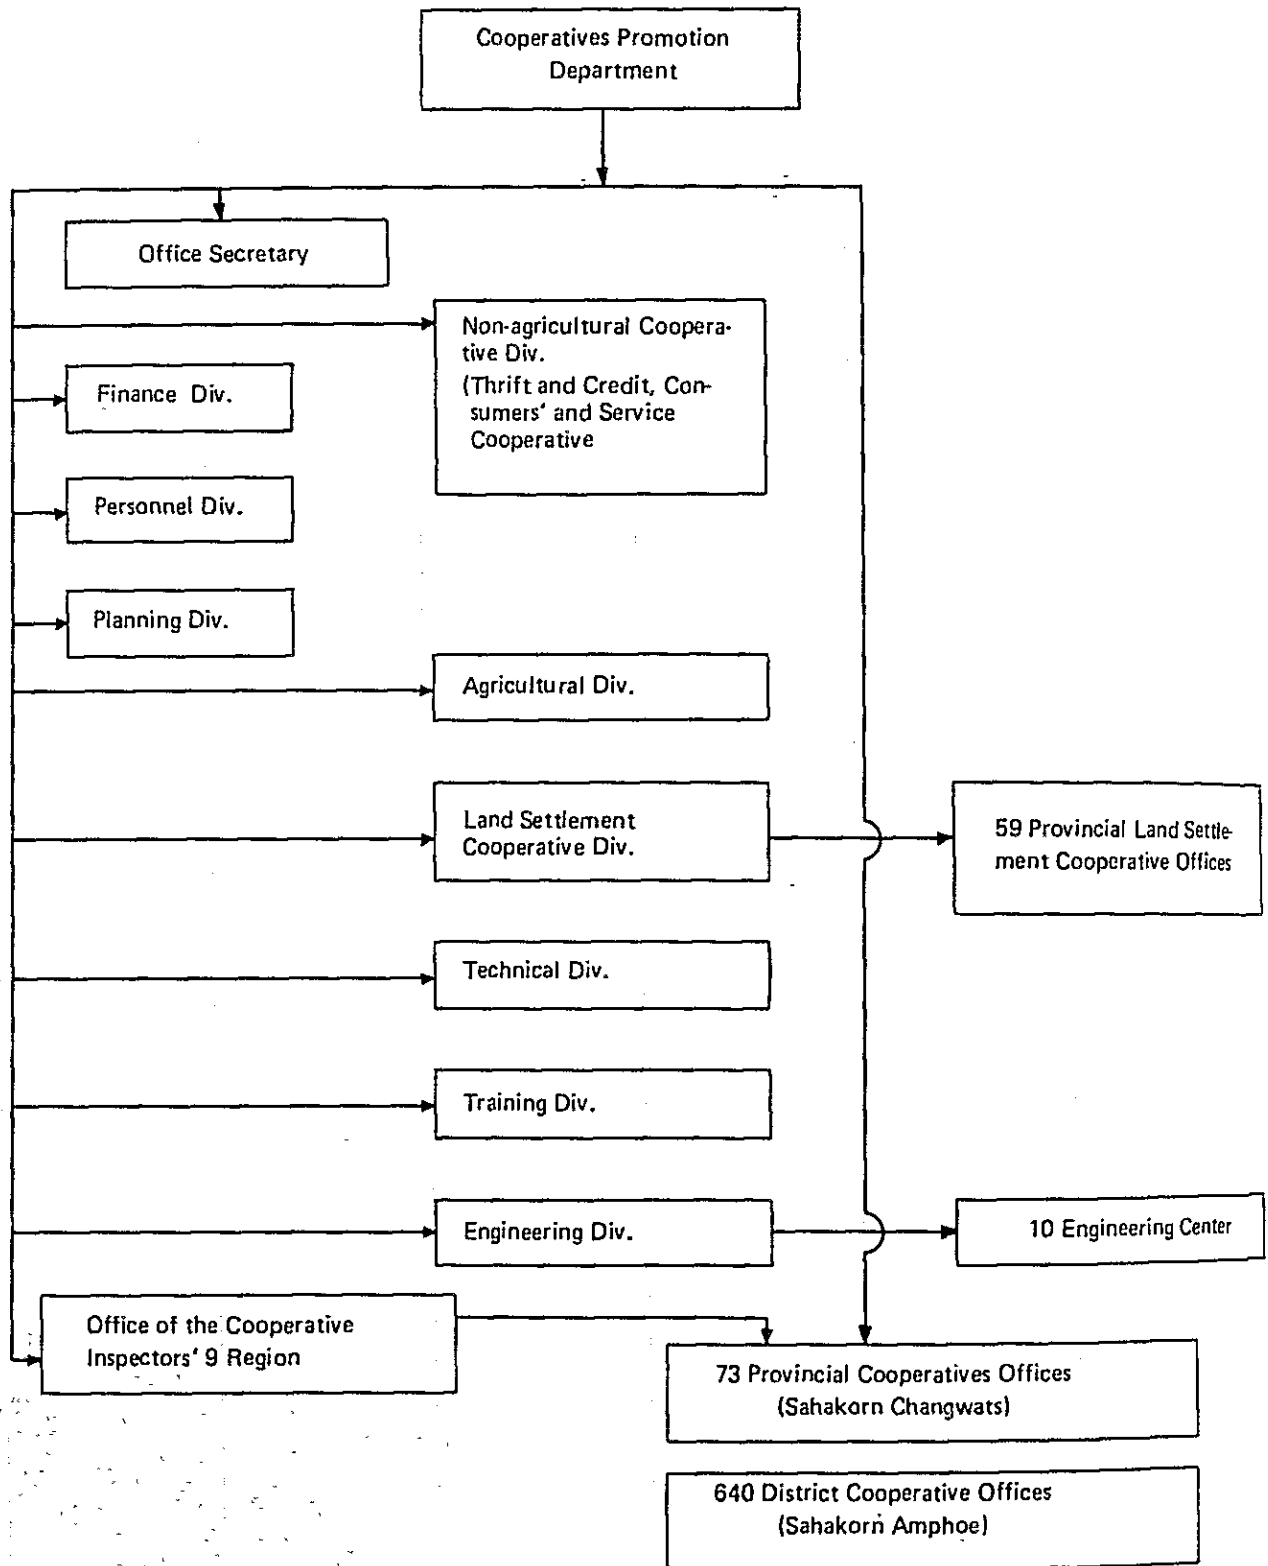 Cooperatives Promotion
Department
Office Secretary
Non-agricultural Coopera-
tive Div.
(Thrift and Credit, Con-
sumers' and Service
Cooperative
Finance Div.
Personnel Div.
Planning Div.
Agricultural Div.
Land Settlement
Cooperative Div.
59 Provincial Land Settle-
ment Cooperative Offices
Technical Div.
Training Div.
Engineering Div.
10 Engineering Center
Office of the Cooperative
Inspectors' 9 Region
73 Provincial Cooperatives Offices
(Sahakorn Changwats)
640 District Cooperative Offices
(Sahakorn Amphoe)